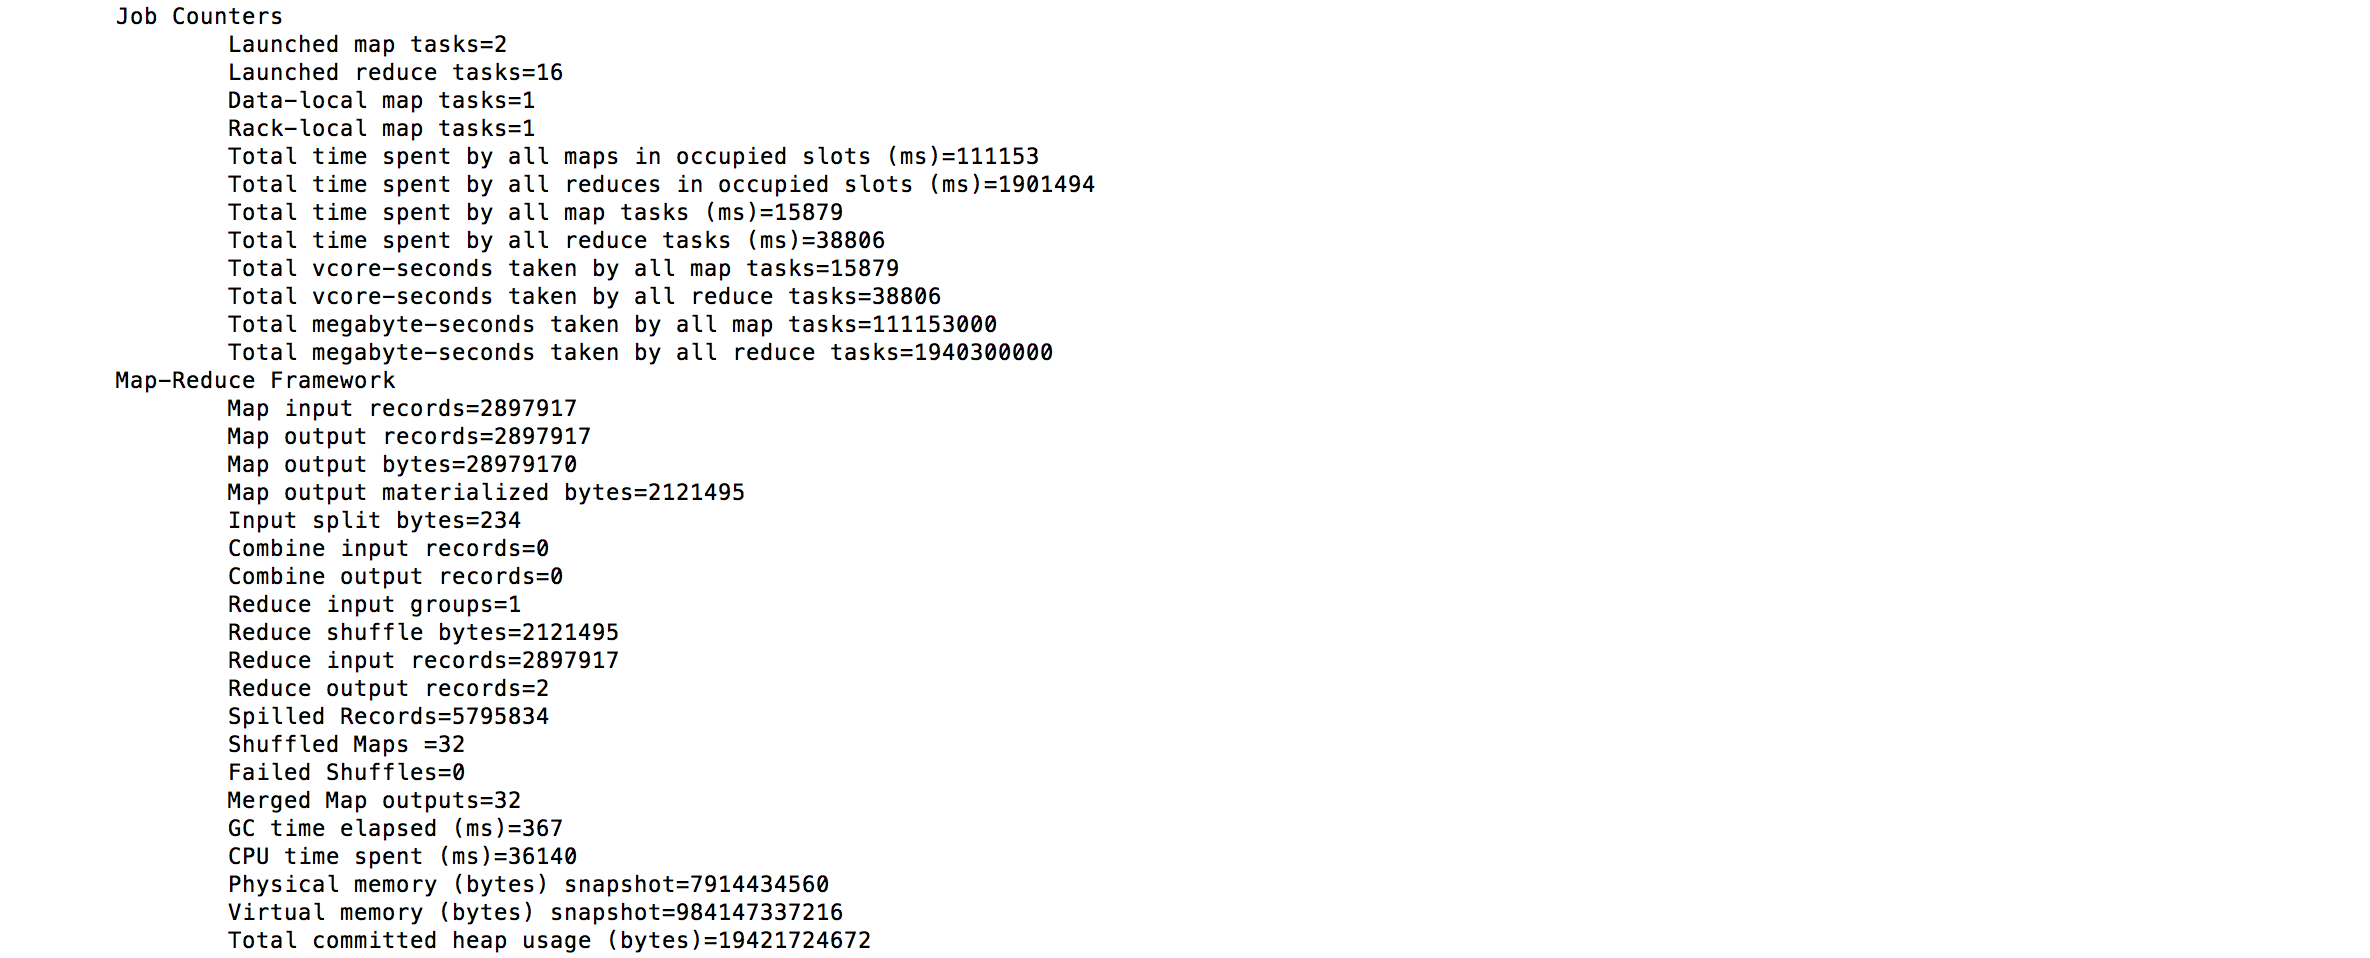 Job Counters
Launched map tasks=2
Launched reduce tasks=16
Data-local map tasks=1
Rack-local map tasks=1
Total time spent by all maps in occupied slots (ms)=111153
Total time spent by all reduces in occupied slots (ms)=1901494
Total time spent by all map tasks (ms)=15879
Total time spent by all reduce tasks (ms)=38806
Total vcore-seconds taken by all map tasks=15879
Total vcore-seconds taken by all reduce tasks=38806
Total megabyte-seconds taken by all map tasks=111153000
Total megabyte-seconds taken by all reduce tasks=1940300000
Map-Reduce Framework
Map input records=2897917
Map output records=2897917
Map output bytes=28979170
Map output materialized bytes=2121495
Input split bytes=234
Combine input records=0
Combine output records=0
Reduce input groups=1
Reduce shuffle bytes=2121495
Reduce input records=2897917
Reduce output records=2
Spilled Records=5795834
Shuffled Maps =32
Failed Shuffles=0
Merged Map outputs=32
GC time elapsed (ms)=367
CPU time spent (ms)=36140
Physical memory (bytes) snapshot=7914434560
Virtual memory (bytes) snapshot=984147337216
Total committed heap usage (bytes)=19421724672